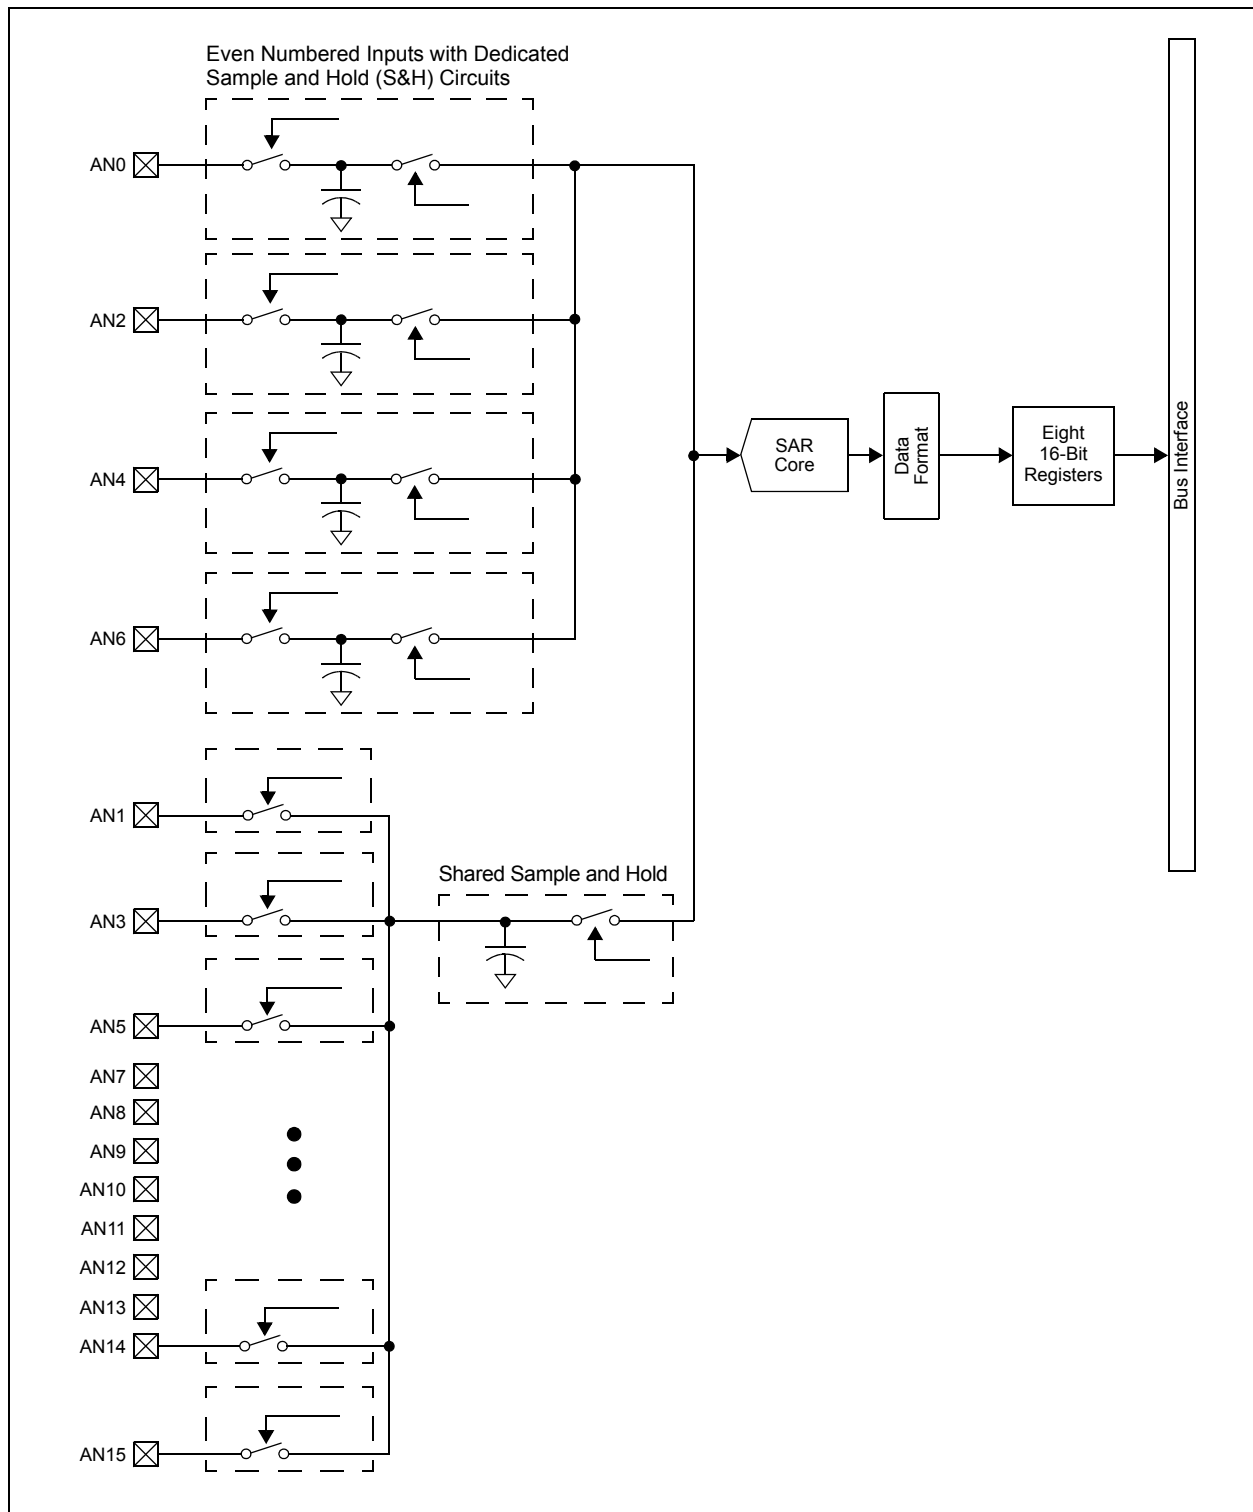 Even Numbered Inputs with Dedicated
Sample and Hold (S&H) Circuits
AN0
AN2
AN4
AN6
SAR
Core
Data
Format
Eight
16-Bit
Registers
Bus Interface
AN1
Shared Sample and Hold
AN3
AN5
AN7
AN8
AN9
AN10
AN11
AN12
AN13
AN14
AN15